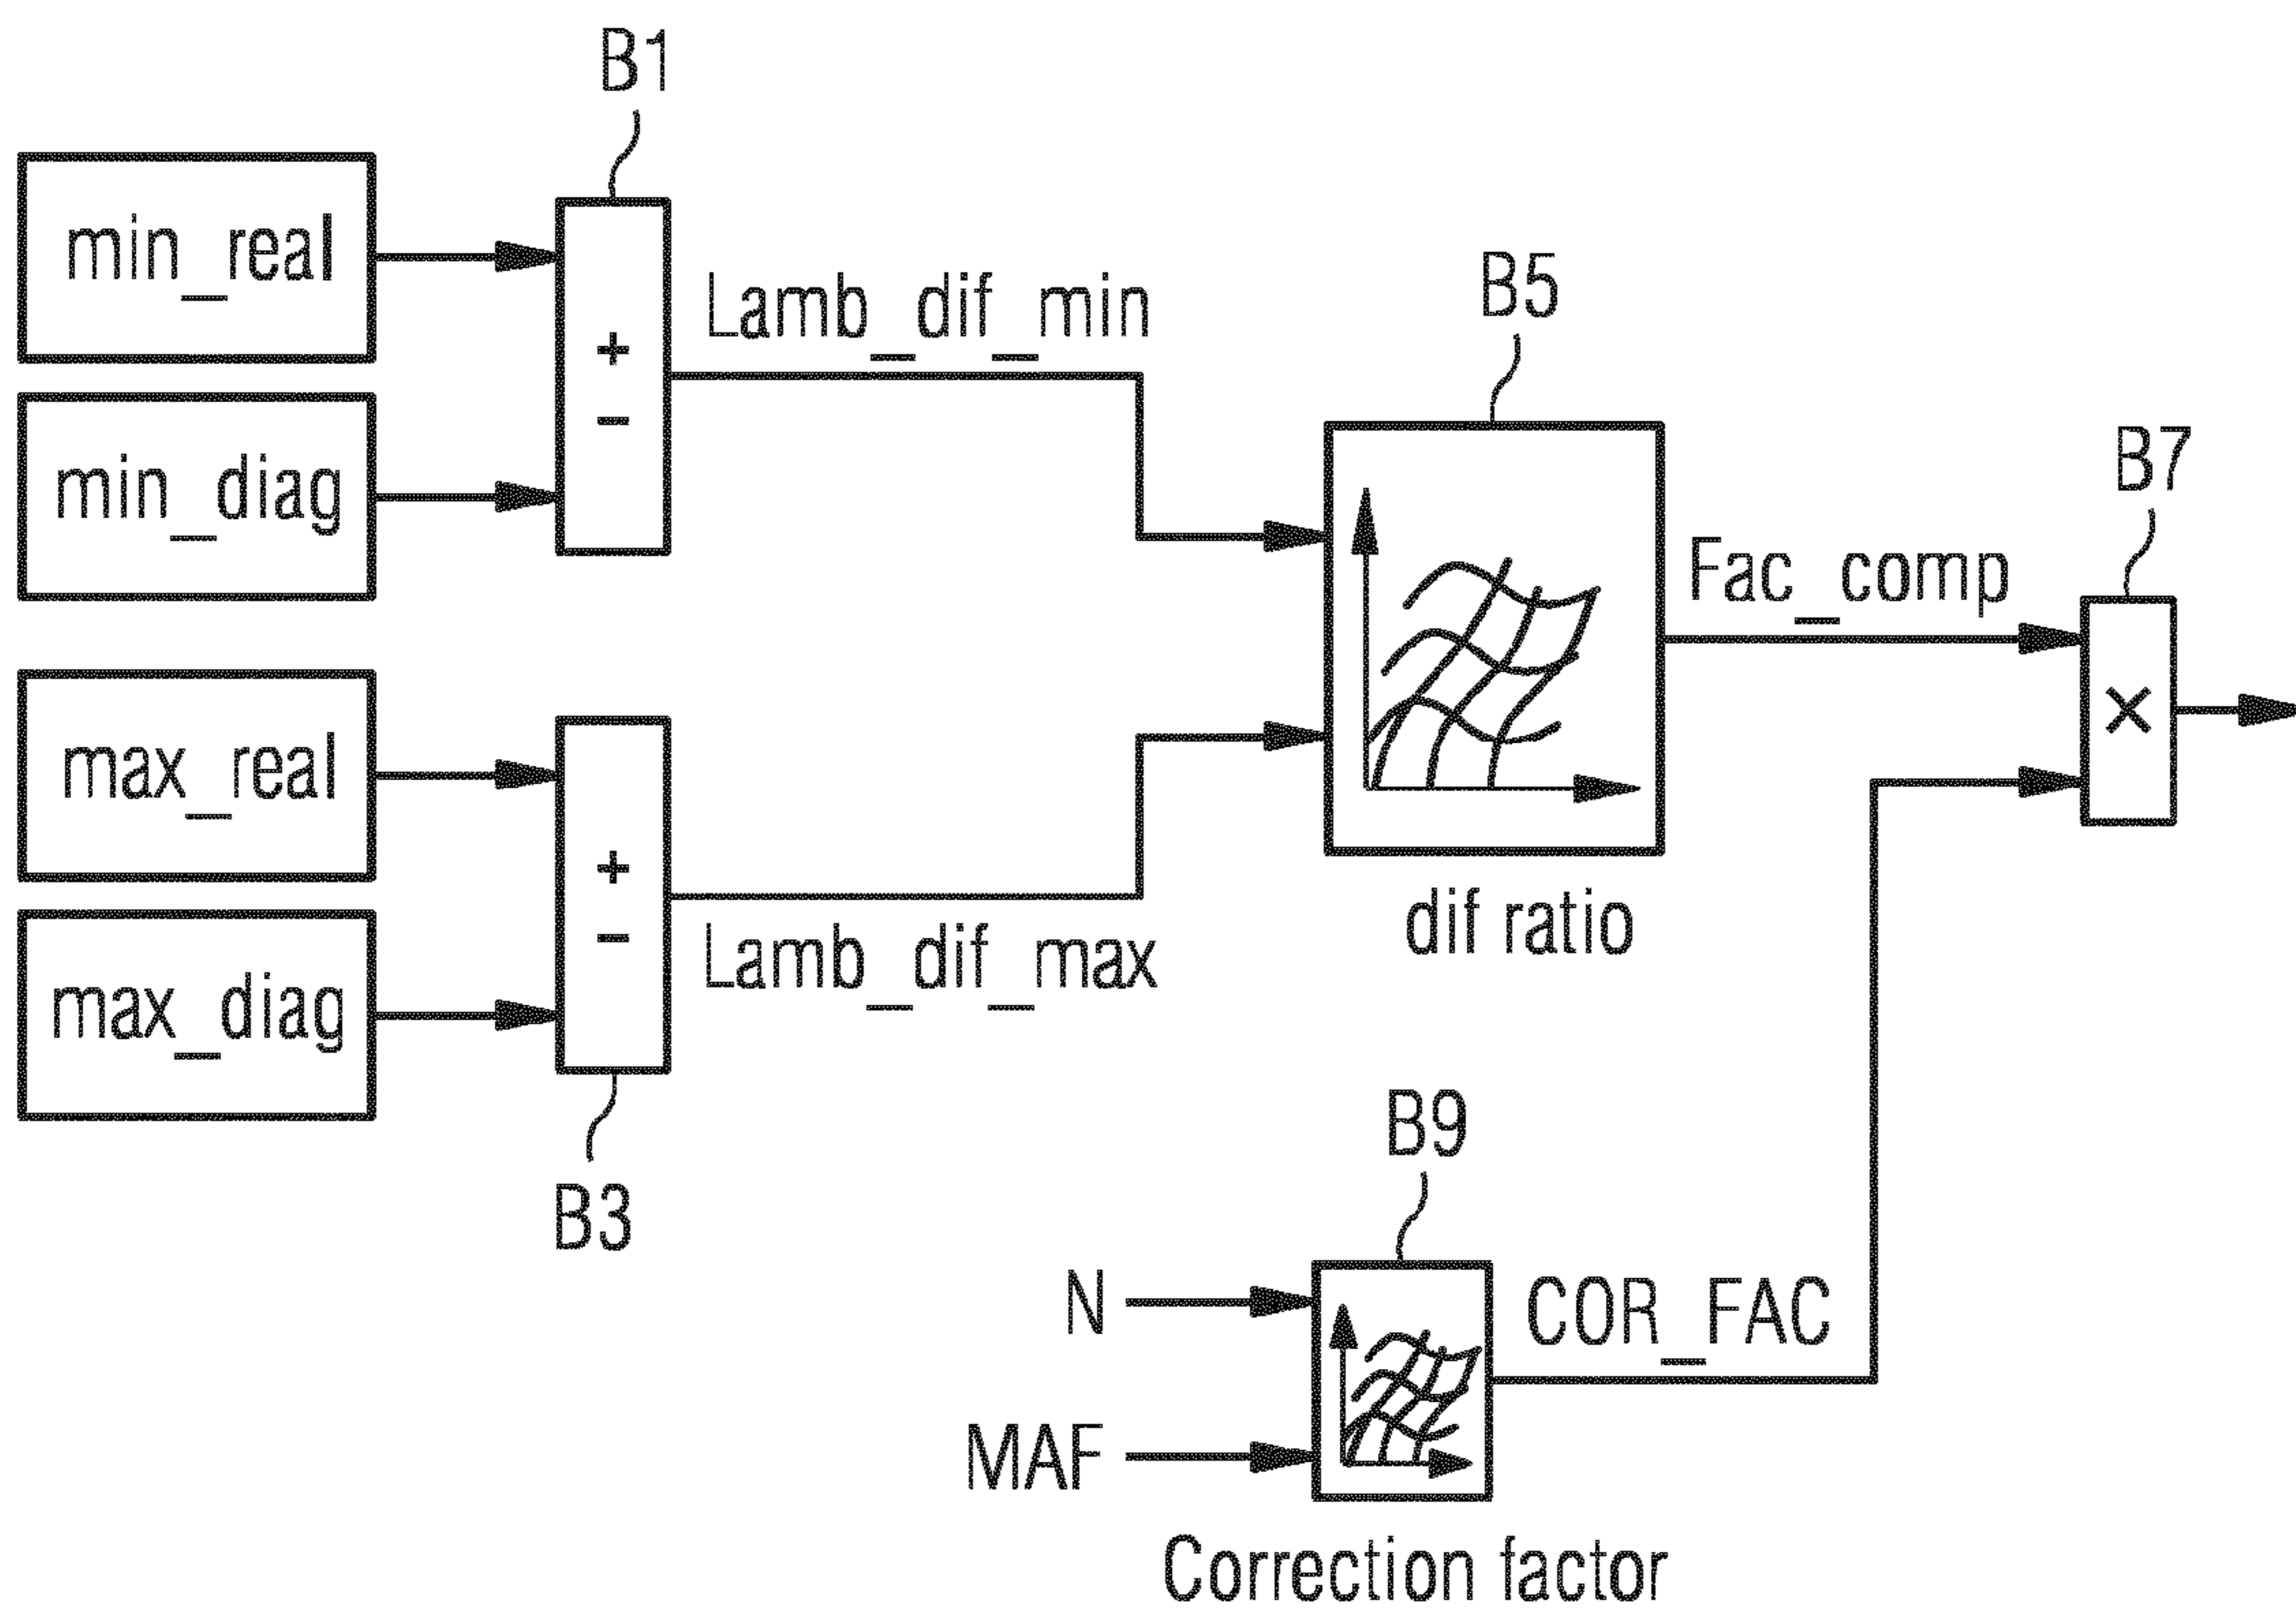 B1
min_real
+
−
Lamb_dif_min
min_diag
B5
B7
Fac_comp
×
max_real
+
−
Lamb_dif_max
dif ratio
max_diag
B3
B9
N
COR_FAC
MAF
Correction factor